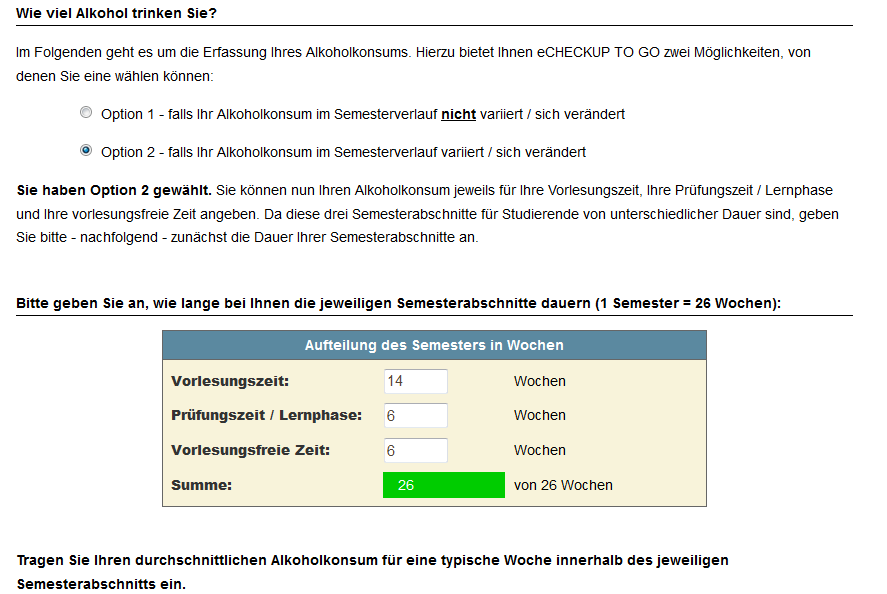 Wie viel Alkohol trinken Sie?
Im Folgenden geht es um die Erfassung Ihres Alkoholkonsums. Hierzu bietet Ihnen eCHECKUP TO GO zwei Möglichkeiten, von
denen Sie eine wählen können:
Option 1 - falls Ihr Alkoholkonsum im Semesterverlauf nicht variiert / sich verändert
Option 2 - falls Ihr Alkoholkonsum im Semesterverlauf variiert / sich verändert
Sie haben Option 2 gewählt. Sie können nun Ihren Alkoholkonsum jeweils für Ihre Vorlesungszeit, Ihre Prüfungszeit / Lernphase
und Ihre vorlesungsfreie Zeit angeben. Da diese drei Semesterabschnitte für Studierende von unterschiedlicher Dauer sind, geben
Sie bitte - nachfolgend - zunächst die Dauer Ihrer Semesterabschnitte an.
Bitte geben Sie an, wie lange bei Ihnen die jeweiligen Semesterabschnitte dauern (1 Semester = 26 Wochen):
Aufteilung des Semesters in Wochen
Vorlesungszeit: 14 Wochen
Prüfungszeit / Lernphase: 6 Wochen
Vorlesungsfreie Zeit: 6 Wochen
Summe: 26 von 26 Wochen
Tragen Sie Ihren durchschnittlichen Alkoholkonsum für eine typische Woche innerhalb des jeweiligen
Semesterabschnitts ein.